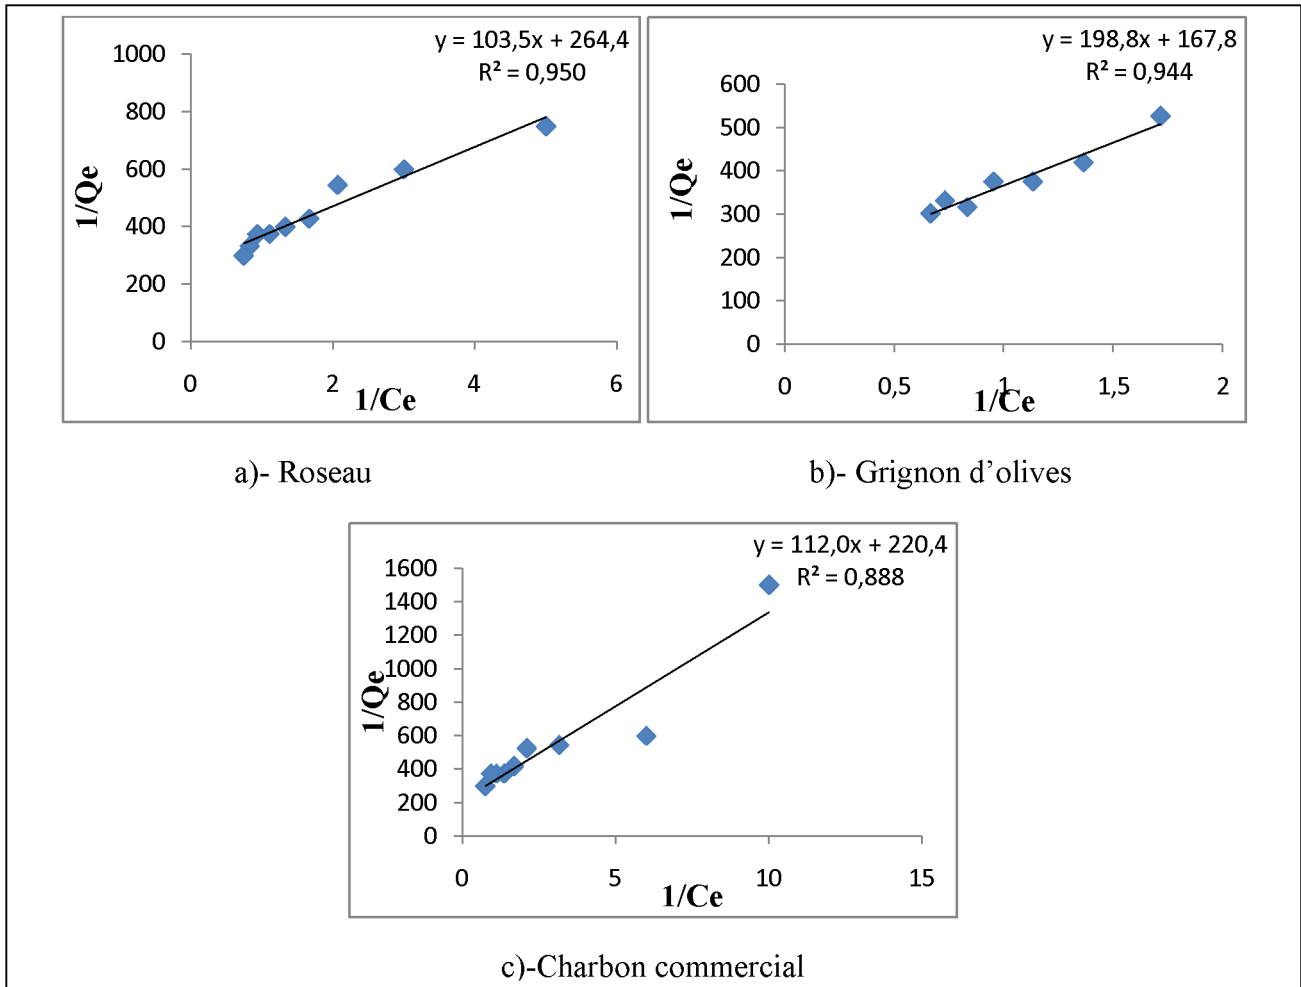 y = 103,5x + 264,4
R² = 0,950
1000
800
600
400
200
0
1/Qe
0 2 4 6
1/Ce
a)- Roseau
y = 198,8x + 167,8
R² = 0,944
600
500
400
300
200
100
0
1/Qe
0 0,5 1 1,5 2
1/Ce
b)- Grignon d’olives
y = 112,0x + 220,4
R² = 0,888
1600
1400
1200
1000
800
600
400
200
0
1/Qe
0 5 10 15
1/Ce
c)-Charbon commercial